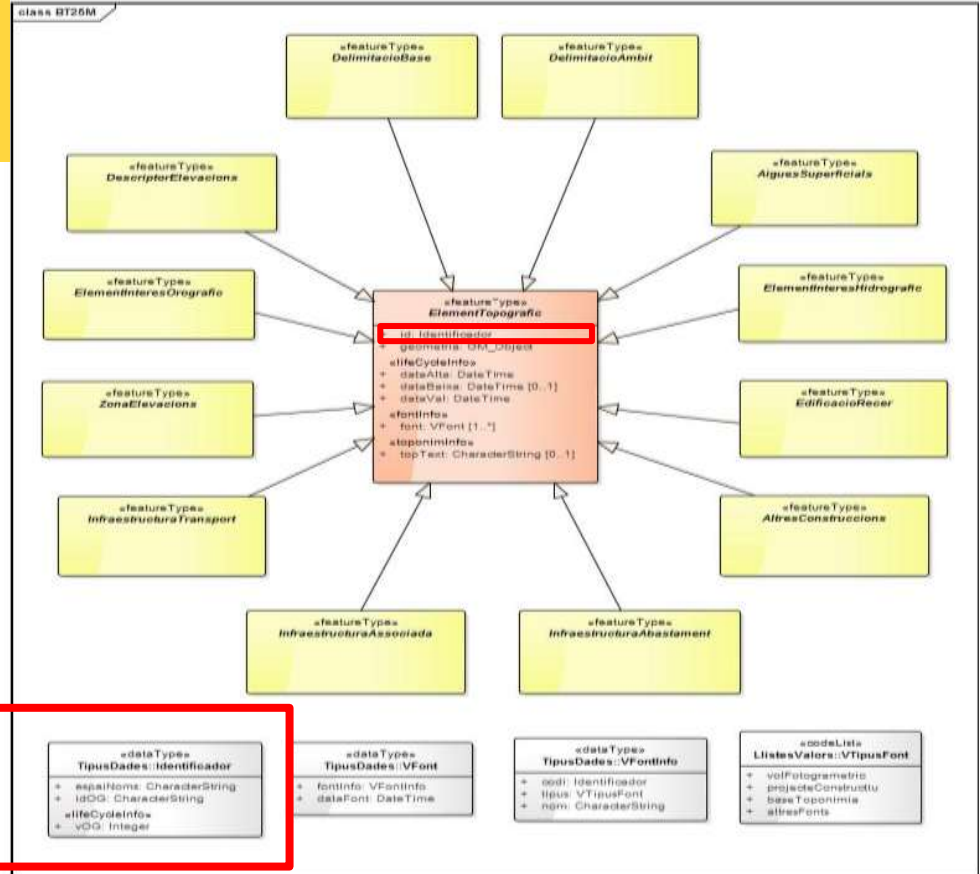 class BT25M
«featureType»
DelimitacioBase
«featureType»
DelimitacioAmbit
«featureType»
DescriptorElevacions
«featureType»
AiguesSuperficials
«featureType»
ElementInteresOrografic
«featureType»
ElementInteresHidrografic
«featureType»
ElementTopografic
+ id: Identificador
+ geometria: GM_Object
«lifeCycleInfo»
+ dataAlta: DateTime
+ dataBaixa: DateTime [0..1]
+ dataVal: DateTime
«fontInfo»
+ font: VFont [1..*]
«toponimInfo»
+ topText: CharacterString [0..1]
«featureType»
ZonaElevacions
«featureType»
EdificacioRecer
«featureType»
InfraestructuraTransport
«featureType»
AltresConstruccions
«featureType»
InfraestructuraAssociada
«featureType»
InfraestructuraAbastament
«dataType»
TipusDades::Identificador
+ espaiNoms: CharacterString
+ idOG: CharacterString
«lifeCycleInfo»
+ vOG: Integer
«dataType»
TipusDades::VFont
+ fontInfo: VFontInfo
+ dataFont: DateTime
«dataType»
TipusDades::VFontInfo
+ codi: Identificador
+ tipus: VTipusFont
+ nom: CharacterString
«codeList»
LlistesValors::VTipusFont
+ volFotogrametric
+ projecteConstructiu
+ baseToponimia
+ altresFonts